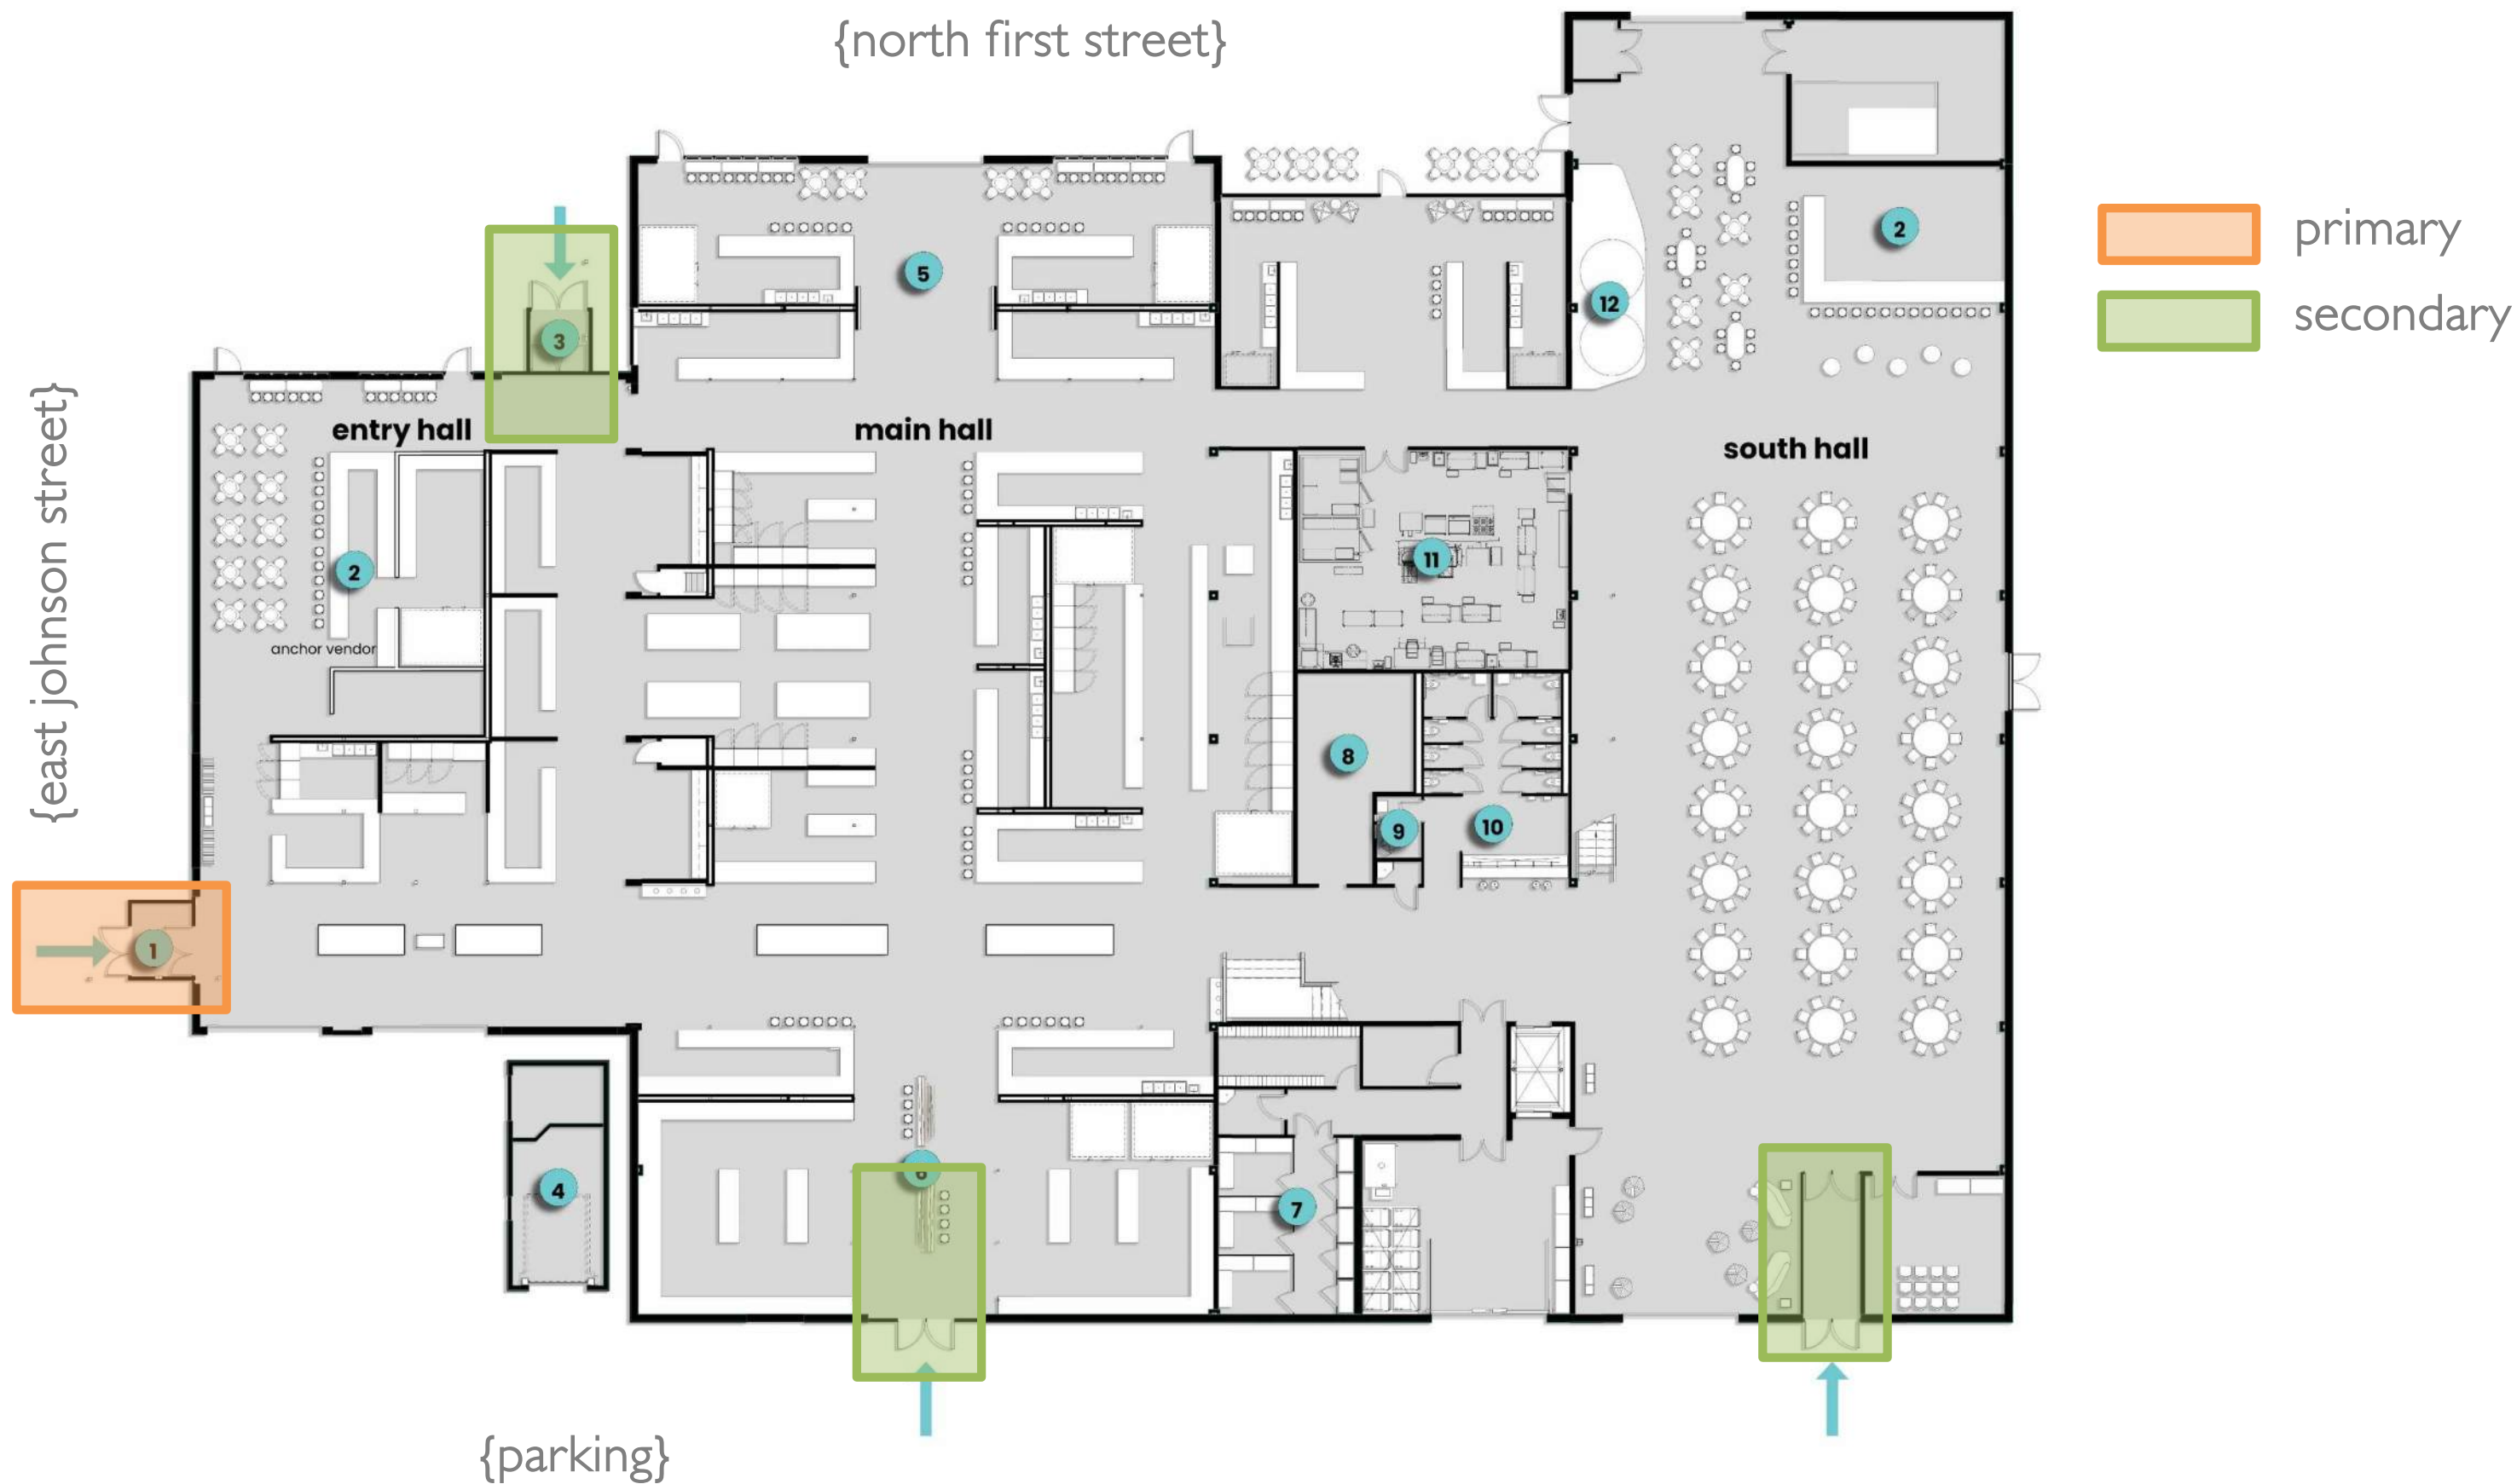 {north first street}
primary
secondary
2
5
12
3
{east johnson street}
entry hall
main hall
south hall
2
11
anchor vendor
8
9
10
1
6
4
7
{parking}